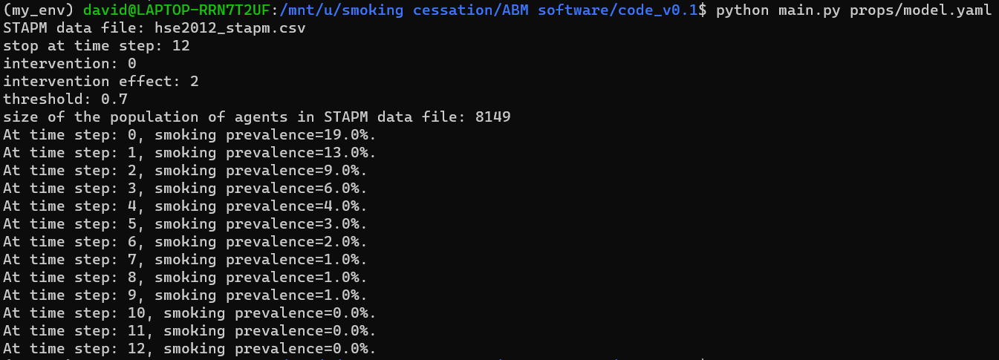 (my_env) david@LAPTOP-RRN7T2UF:/mnt/u/smoking cessation/ABM software/code_v0.1$ python main.py props/model.yaml
STAPM data file: hse2012_stapm.csv
stop at time step: 12
intervention: 0
intervention effect: 2
threshold: 0.7
size of the population of agents in STAPM data file: 8149
At time step: 0, smoking prevalence=19.0%.
At time step: 1, smoking prevalence=13.0%.
At time step: 2, smoking prevalence=9.0%.
At time step: 3, smoking prevalence=6.0%.
At time step: 4, smoking prevalence=4.0%.
At time step: 5, smoking prevalence=3.0%.
At time step: 6, smoking prevalence=2.0%.
At time step: 7, smoking prevalence=1.0%.
At time step: 8, smoking prevalence=1.0%.
At time step: 9, smoking prevalence=1.0%.
At time step: 10, smoking prevalence=0.0%.
At time step: 11, smoking prevalence=0.0%.
At time step: 12, smoking prevalence=0.0%.